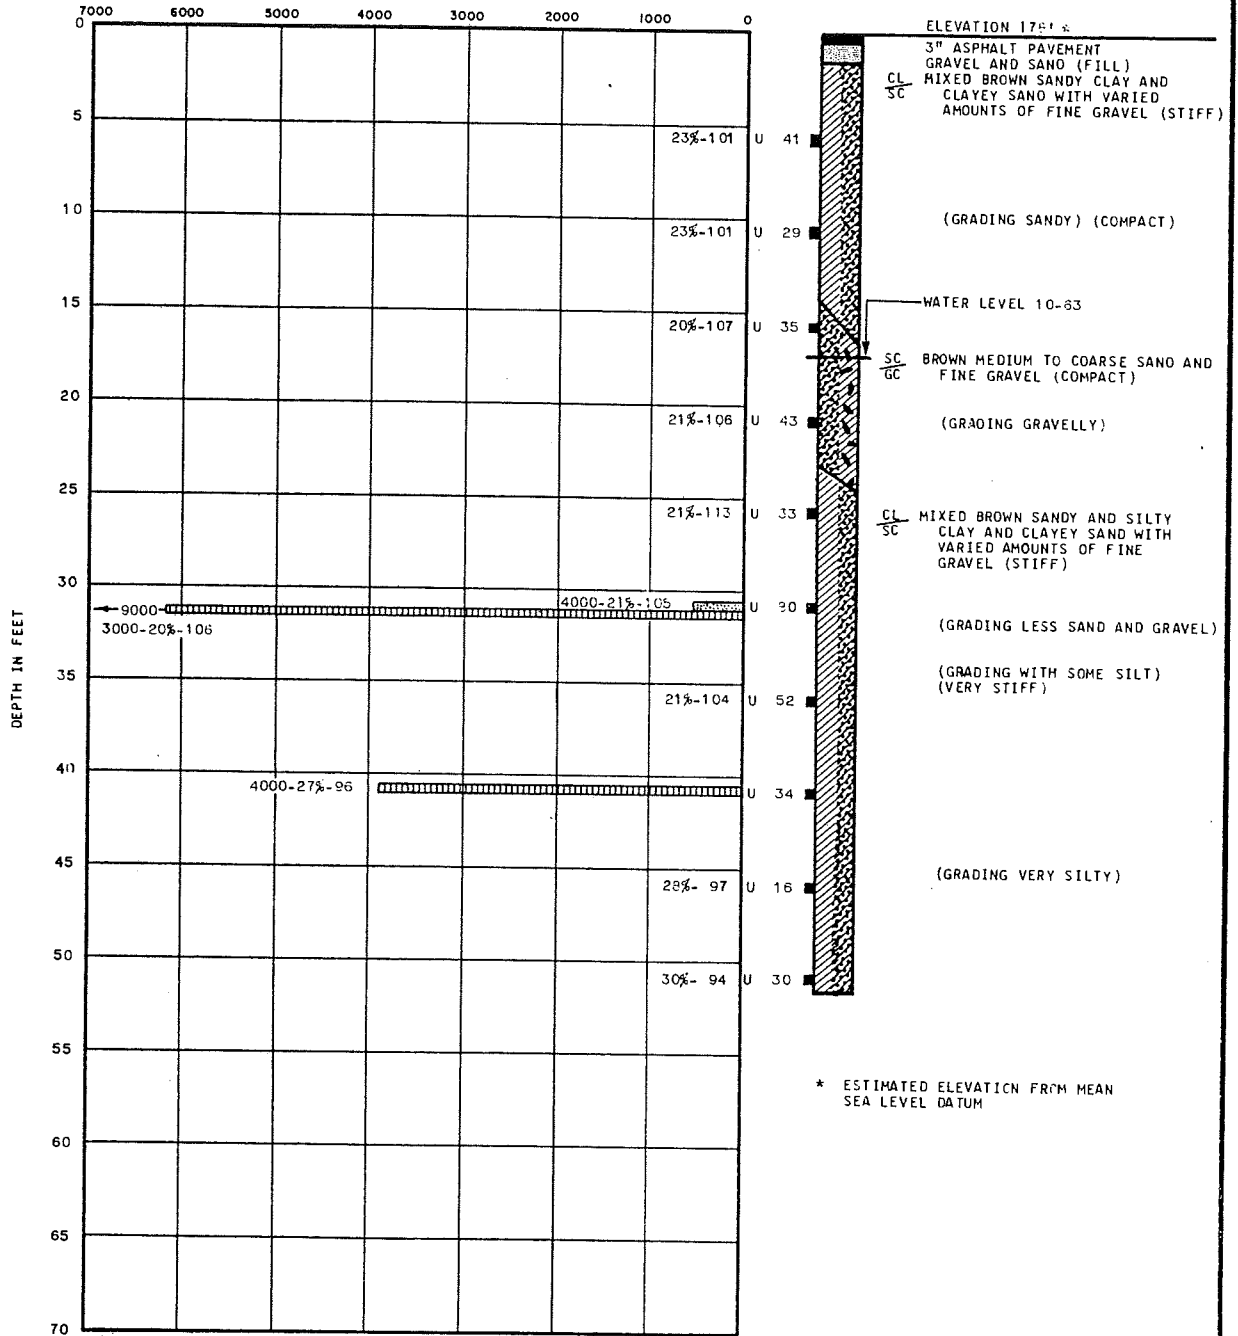 7000 6000 5000 4000 3000 2000 1000 0
ELEVATION
3" ASPHALT PAVEMENT
GRAVEL AND SAND (FILL)
CL
SC
MIXED BROWN SANDY CLAY AND
CLAYEY SAND WITH VARIED
AMOUNTS OF FINE GRAVEL (STIFF)
0
5
23%-101 U 41
10
23%-101 U 29
(GRADING SANDY) (COMPACT)
15
WATER LEVEL 10-63
20%-107 U 35
SC
GC
BROWN MEDIUM TO COARSE SAND AND
FINE GRAVEL (COMPACT)
20
21%-106 U 43
(GRADING GRAVELLY)
25
21%-113 U 33
CL
SC
MIXED BROWN SANDY AND SILTY
CLAY AND CLAYEY SAND WITH
VARIED AMOUNTS OF FINE
GRAVEL (STIFF)
30
4000-21%-105
9000 U 90
3000-20%-106
(GRADING LESS SAND AND GRAVEL)
35
(GRADING WITH SOME SILT)
(VERY STIFF)
21%-104 U 52
40
4000-27%-96 U 34
45
28%- 97 U 16
(GRADING VERY SILTY)
50
30%- 94 U 30
55
60
65
70
DEPTH IN FEET
* ESTIMATED ELEVATION FROM MEAN
SEA LEVEL DATUM